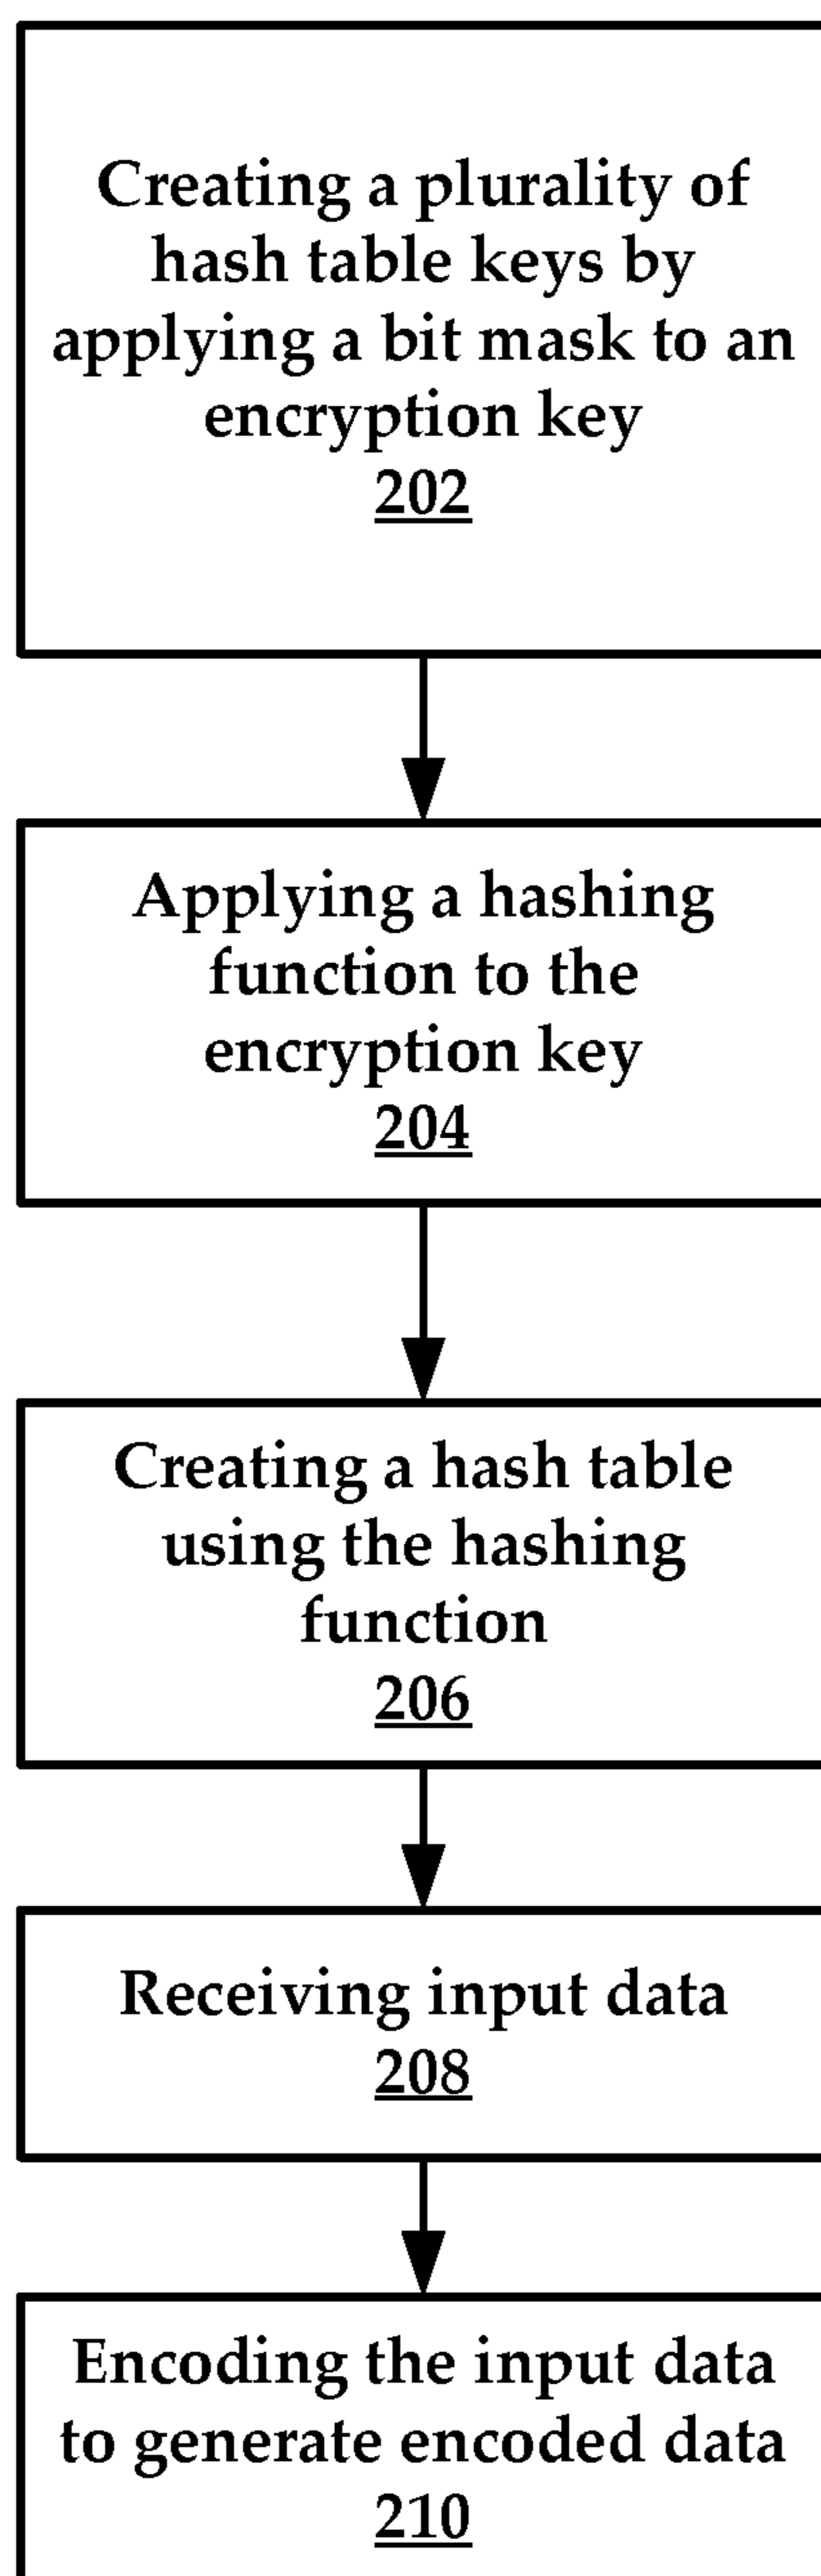 Creating a plurality of
hash table keys by
applying a bit mask to an
encryption key
202
Applying a hashing
function to the
encryption key
204
Creating a hash table
using the hashing
function
206
Receiving input data
208
Encoding the input data
to generate encoded data
210